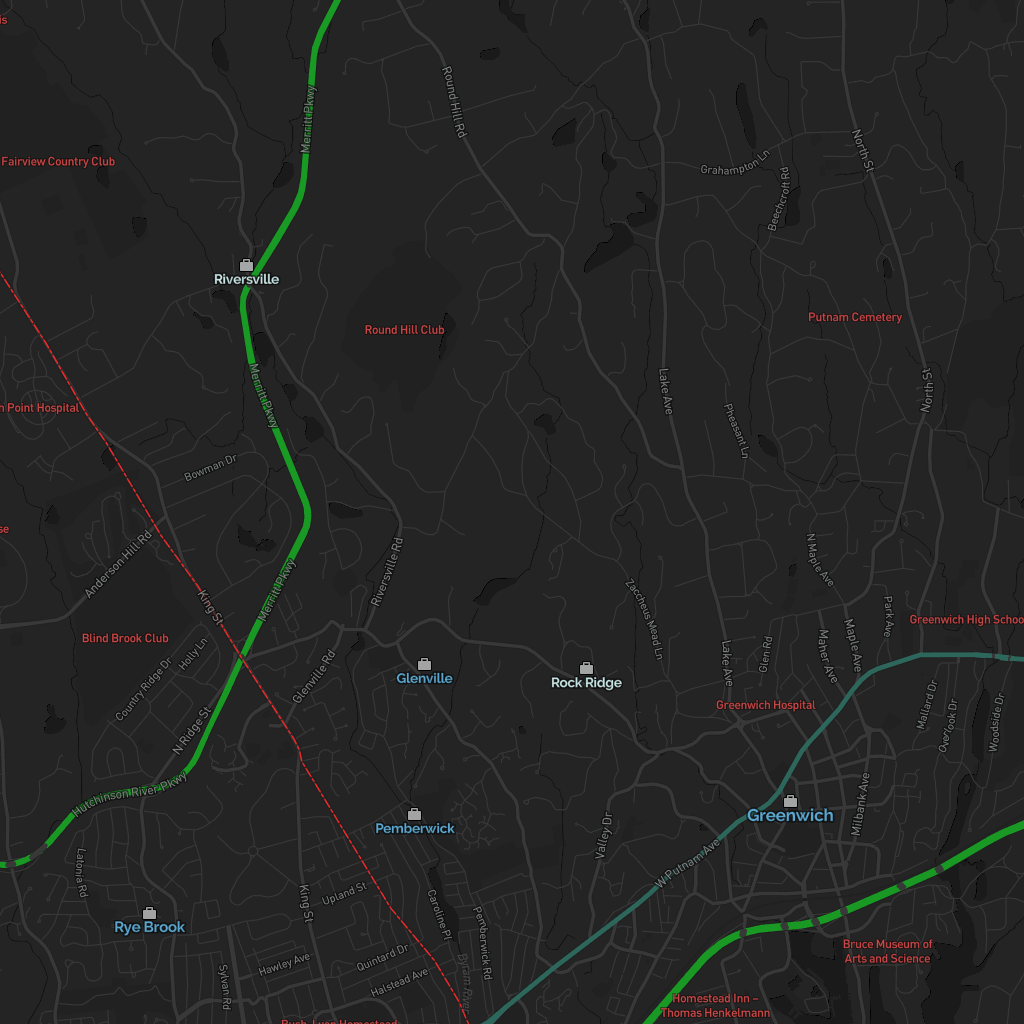 Merritt Pkwy
Round Hill Rd
North St
Fairview Country Club
Grahampton Ln
Beechcroft Rd
Riversville
Round Hill Club
Putnam Cemetery
Merritt Pkwy
Lake Ave
North St
n Point Hospital
Pheasant Ln
Bowman Dr
Anderson Hill Rd
Riversville Rd
N Maple Ave
Merritt Pkwy
King St
Zaccheus Mead Ln
Park Ave
Greenwich High Schoo
Blind Brook Club
Holly Ln
Country Ridge Dr
Glenville Rd
Glenville
Rock Ridge
Lake Ave
Glen Rd
Maher Ave
Maple Ave
Greenwich Hospital
Mallard Dr
Overlook Dr
Woodside Dr
N Ridge St
Hutchinson River Pkwy
Pemberwick
Greenwich
Milbank Ave
Valley Dr
W Putnam Ave
Latonia Rd
King St
Upland St
Caroline Pl
Pemberwick Rd
Rye Brook
Bruce Museum of
Arts and Science
Hawley Ave
Quintard Dr
Halstead Ave
Sylvan Rd
Byram River
Homestead Inn –
Thomas Henkelmann